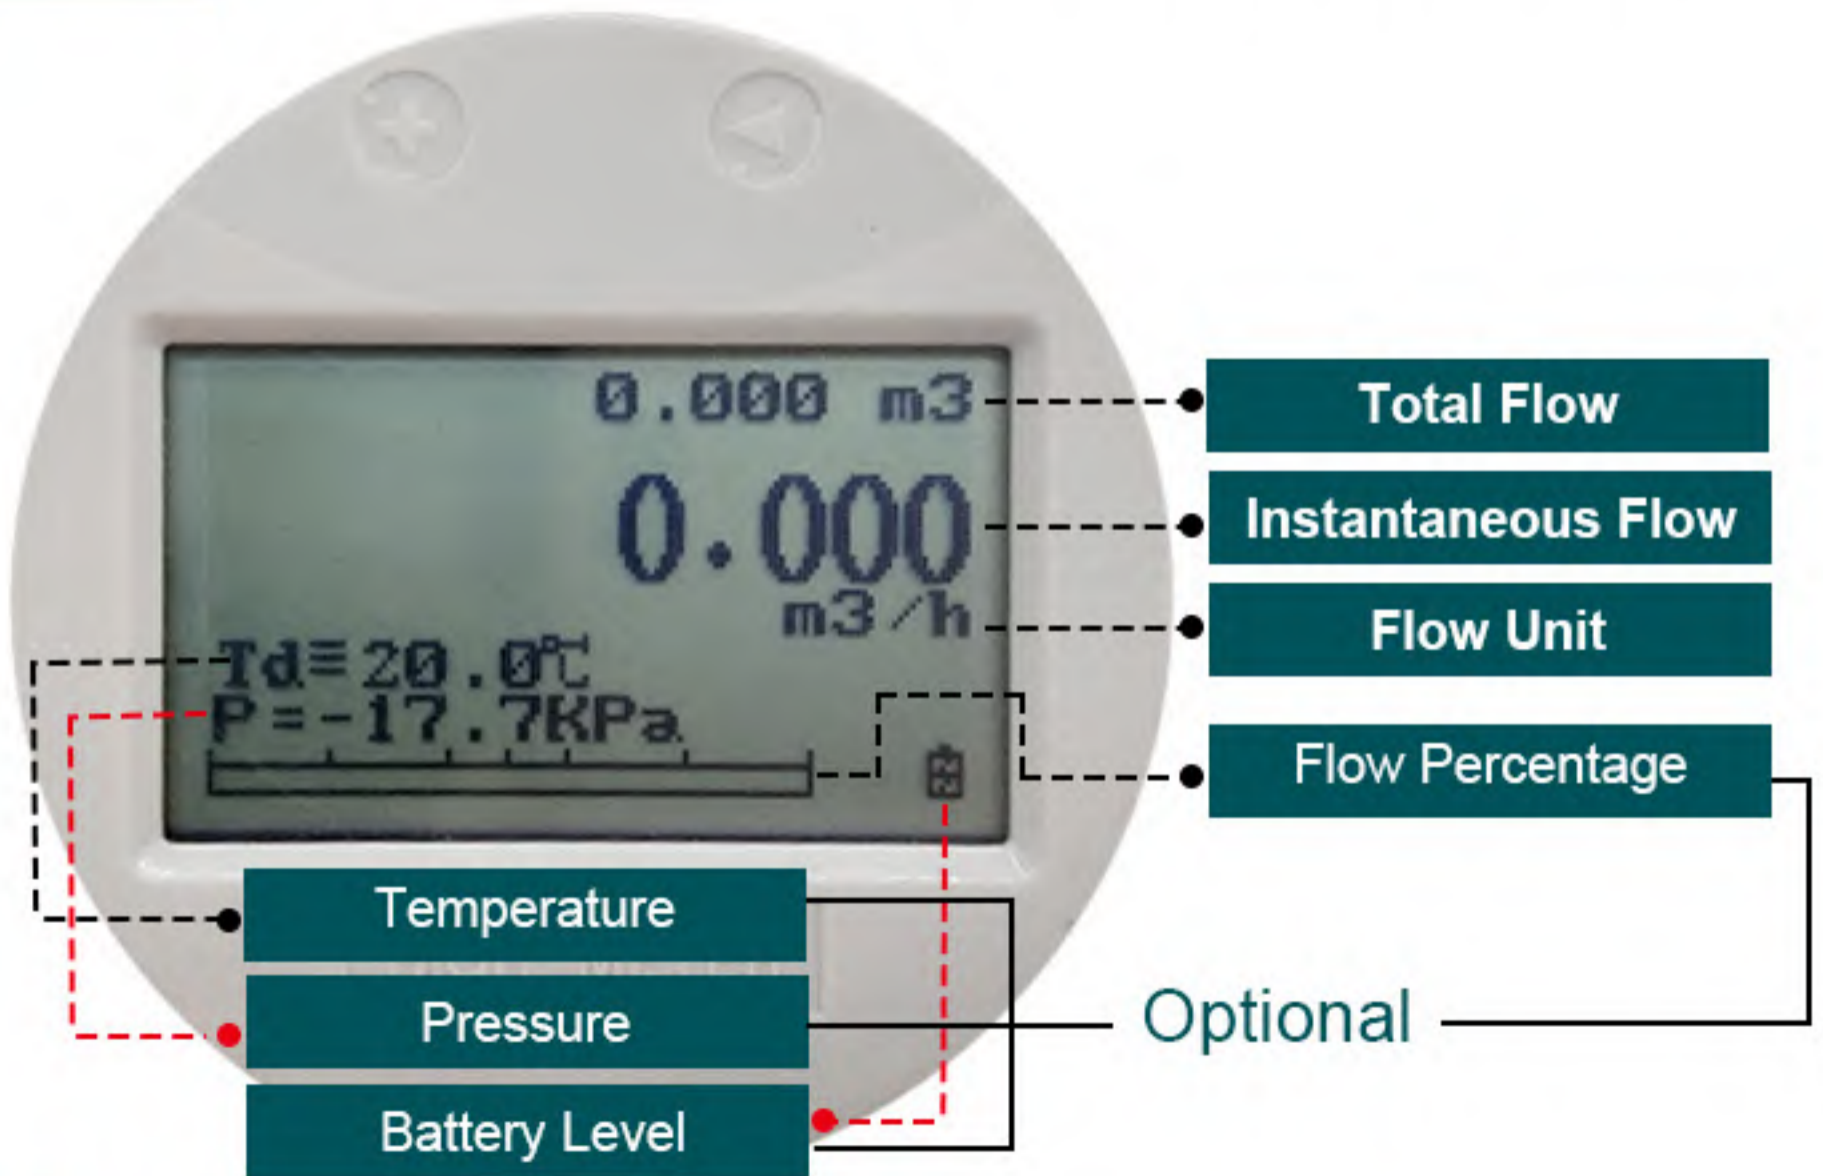 0.000 m3
Total Flow
0.000
Instantaneous Flow
m3/h
Flow Unit
Td=20.0℃
P=-17.7KPa
Flow Percentage
Temperature
Pressure
Optional
Battery Level